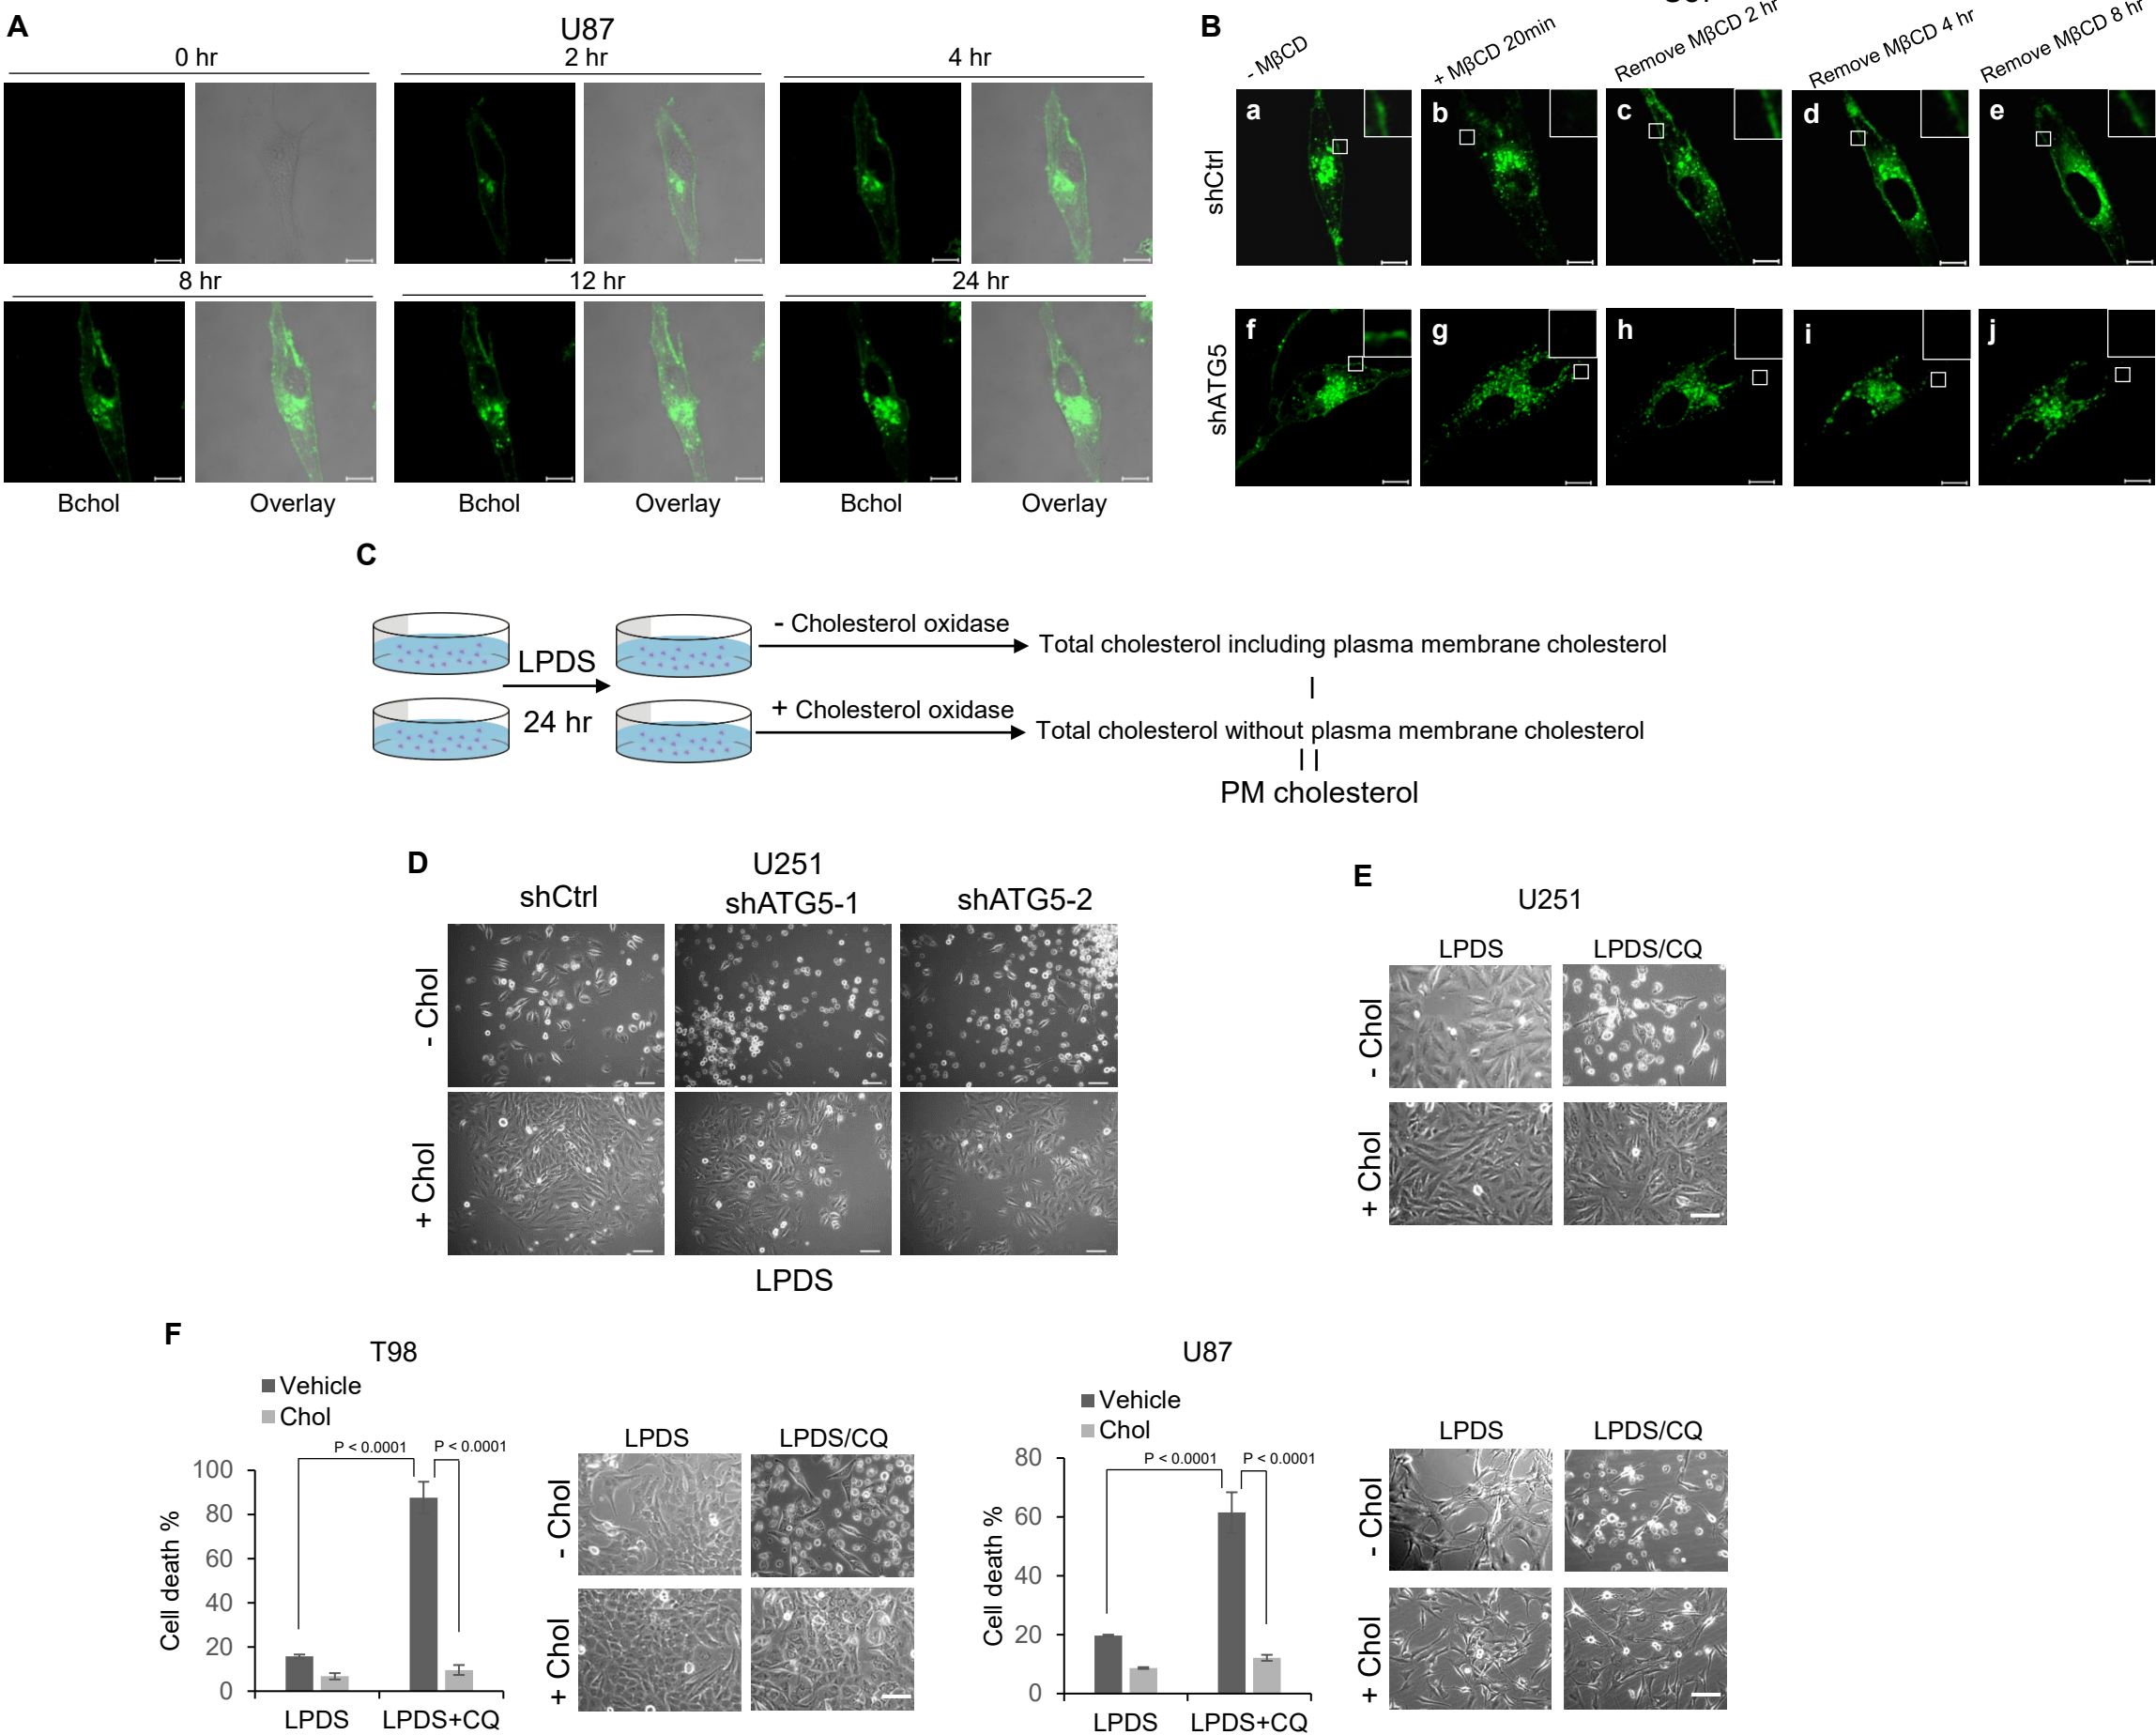 A
U87
0 hr
2 hr
4 hr
8 hr
12 hr
24 hr
Bchol
Overlay
Bchol
Overlay
Bchol
Overlay
B
- MβCD
+ MβCD 20min
Remove MβCD 2 hr
Remove MβCD 4 hr
Remove MβCD 8 hr
shCtrl
a
b
c
d
e
shATG5
f
g
h
i
j
C
LPDS
24 hr
- Cholesterol oxidase
Total cholesterol including plasma membrane cholesterol
+ Cholesterol oxidase
Total cholesterol without plasma membrane cholesterol
PM cholesterol
D
U251
shCtrl
shATG5-1
shATG5-2
- Chol
+ Chol
LPDS
E
U251
LPDS
LPDS/CQ
- Chol
+ Chol
F
T98
Vehicle
Chol
P < 0.0001
P < 0.0001
Cell death %
100
80
60
40
20
0
LPDS
LPDS+CQ
LPDS
LPDS/CQ
- Chol
+ Chol
U87
Vehicle
Chol
P < 0.0001
P < 0.0001
Cell death %
80
60
40
20
0
LPDS
LPDS+CQ
LPDS
LPDS/CQ
- Chol
+ Chol